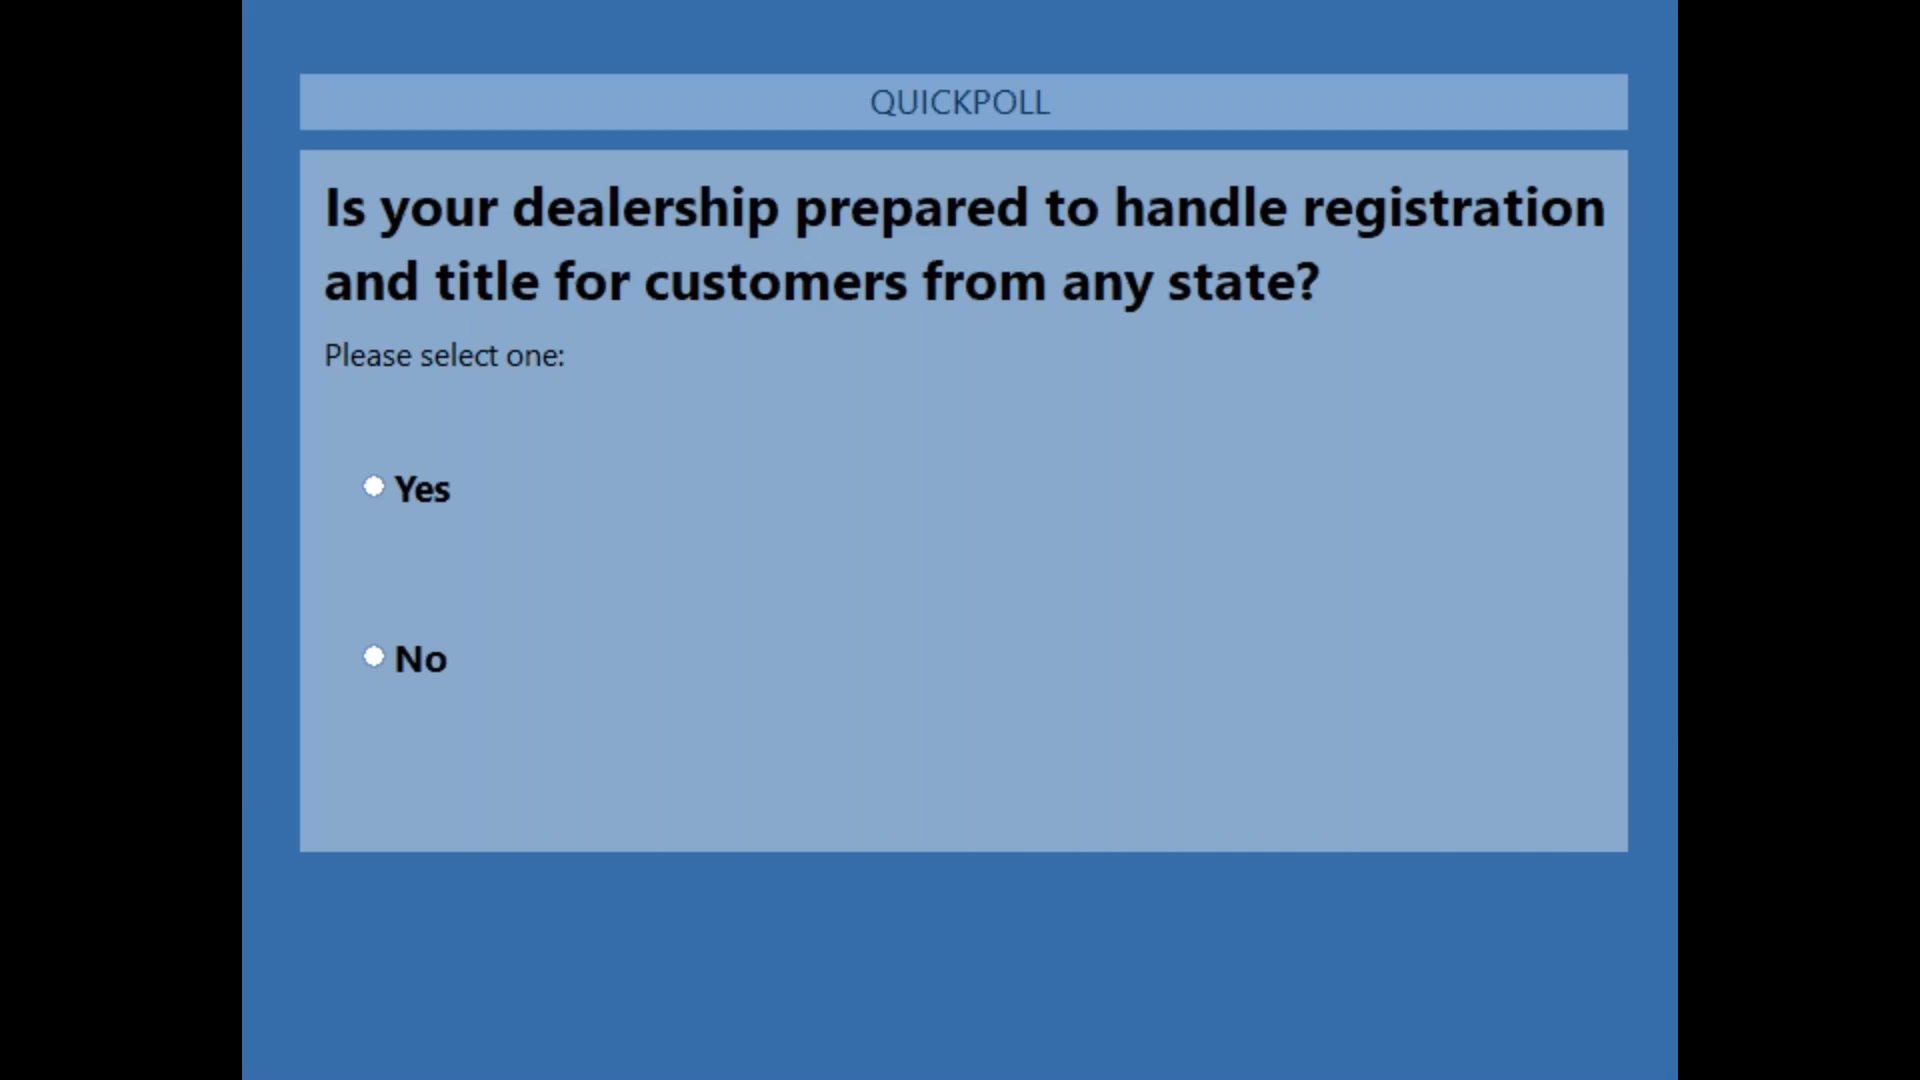 QUICKPOLL
Is your dealership prepared to handle registration
and title for customers from any state?
Please select one:
Yes
No